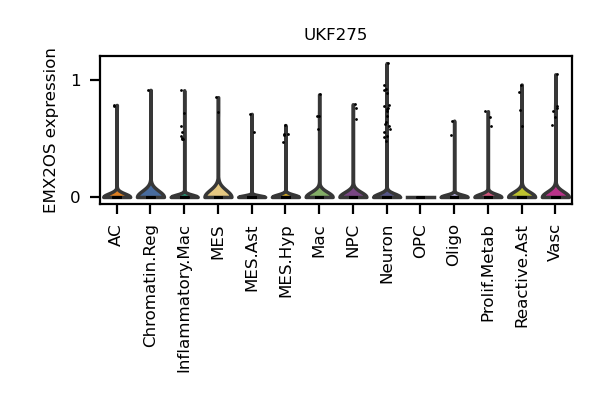 UKF275
EMX2OS expression
1
0
AC
Chromatin.Reg
Inflammatory.Mac
MES
MES.Ast
MES.Hyp
Mac
NPC
Neuron
OPC
Oligo
Prolif.Metab
Reactive.Ast
Vasc